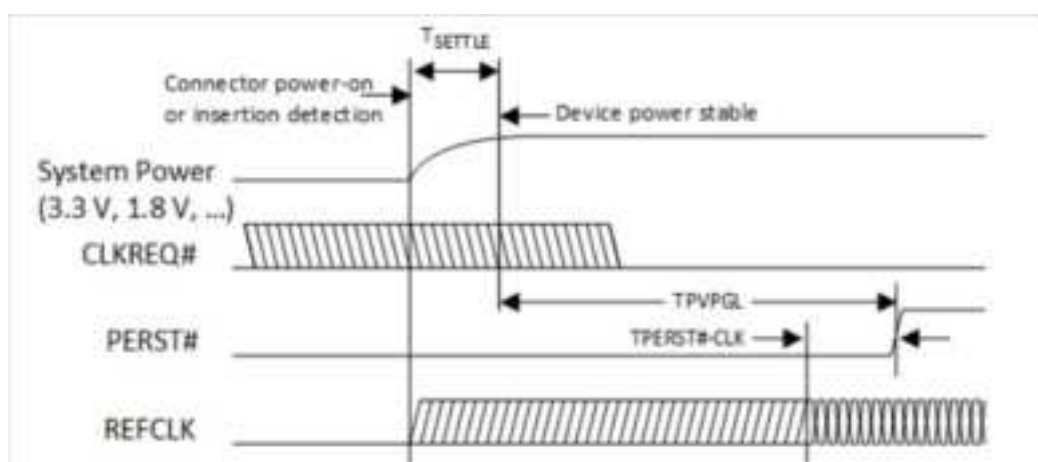 TSETTLE
Connector power-on
or insertion detection
Device power stable
System Power
(3.3 V, 1.8 V, ...)
CLKREQ#
TPVPGL
PERST#
TPERST#-CLK
REFCLK